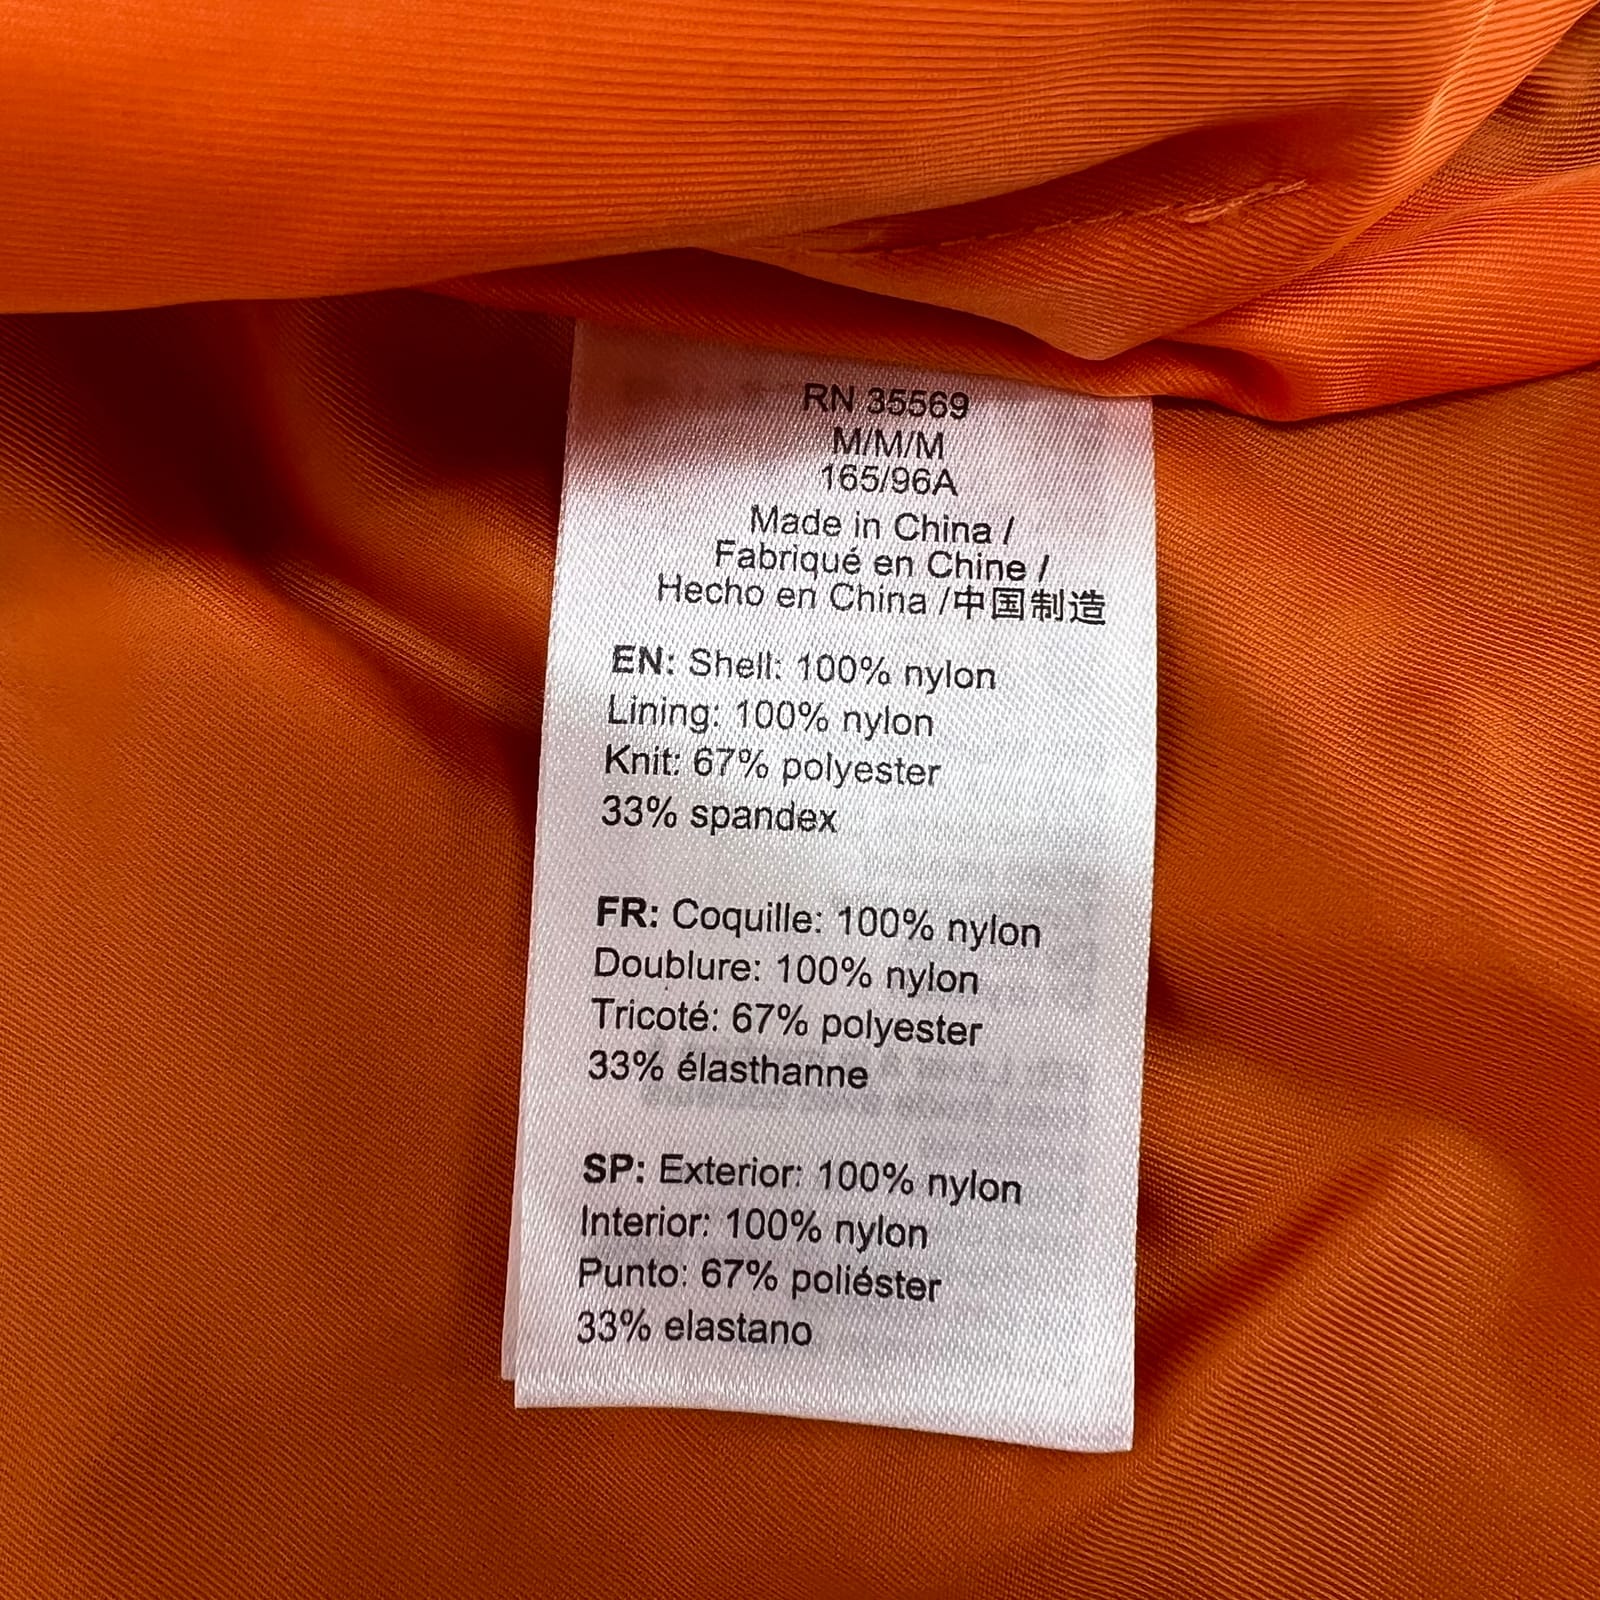 RN 35569
M/M/M
165/96A
Made in China /
Fabriqué en Chine /
Hecho en China /中国制造
EN: Shell: 100% nylon
Lining: 100% nylon
Knit: 67% polyester
33% spandex
FR: Coquille: 100% nylon
Doublure: 100% nylon
Tricoté: 67% polyester
33% élasthanne
SP: Exterior: 100% nylon
Interior: 100% nylon
Punto: 67% poliéster
33% elastano